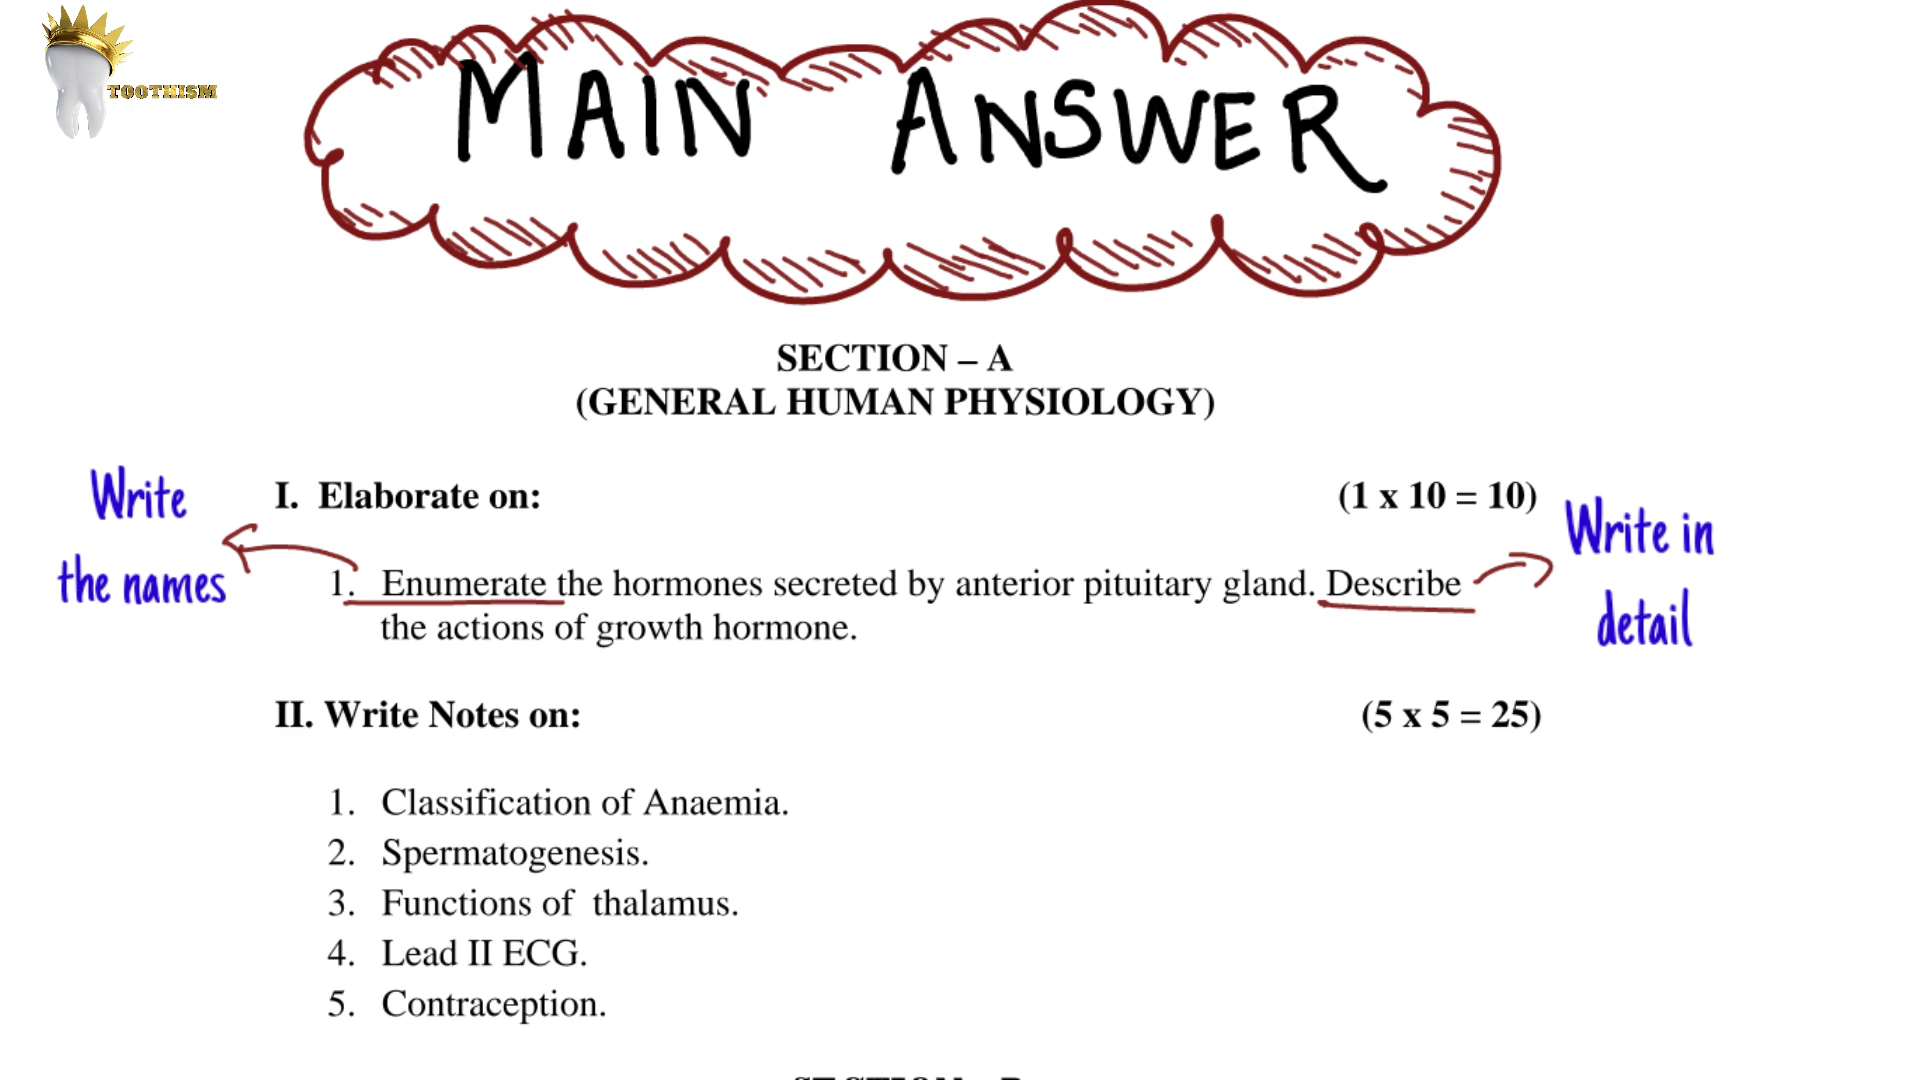 TOOTHISM
MAIN ANSWER
SECTION – A
(GENERAL HUMAN PHYSIOLOGY)
Write
the names
I. Elaborate on: (1 x 10 = 10)
Write in
detail
1. Enumerate the hormones secreted by anterior pituitary gland. Describe
the actions of growth hormone.
II. Write Notes on: (5 x 5 = 25)
1. Classification of Anaemia.
2. Spermatogenesis.
3. Functions of thalamus.
4. Lead II ECG.
5. Contraception.